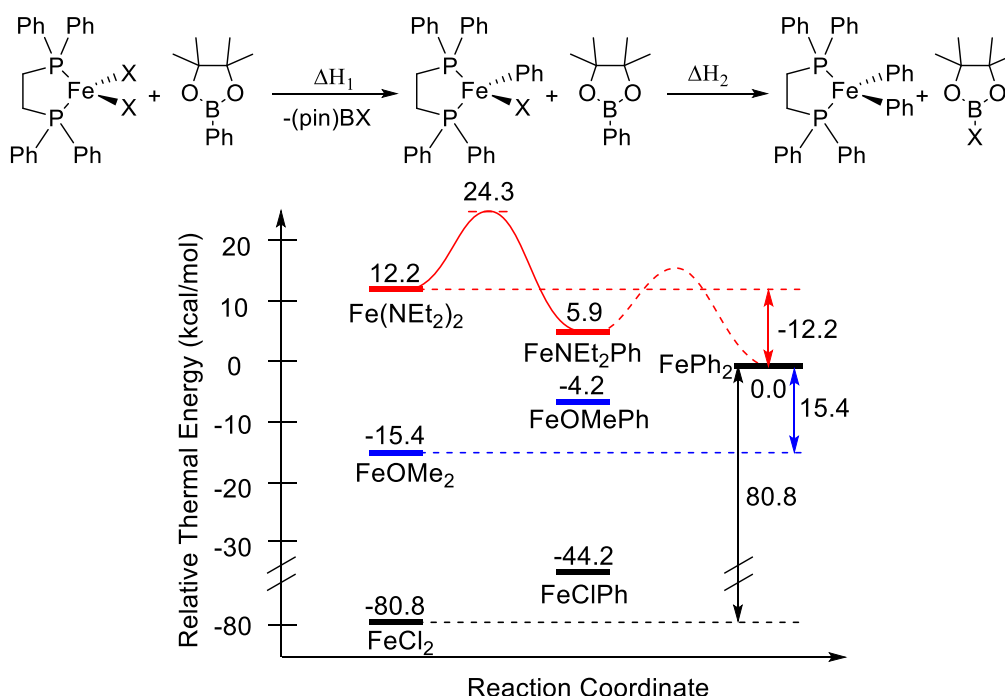 Ph Ph Ph Ph Ph Ph
P P P
Fe X + O O B Ph ΔH₁ Fe Ph + O O B Ph ΔH₂ Fe Ph + O O B X
X -(pin)BX X Ph
P P P
Ph Ph Ph Ph Ph Ph
Relative Thermal Energy (kcal/mol)
20
10
0
-10
-20
-30
-80
24.3
12.2
Fe(NEt₂)₂
5.9
FeNEt₂Ph
FePh₂
0.0
-12.2
-4.2
FeOMePh
15.4
-15.4
FeOMe₂
80.8
-44.2
FeClPh
-80.8
FeCl₂
Reaction Coordinate